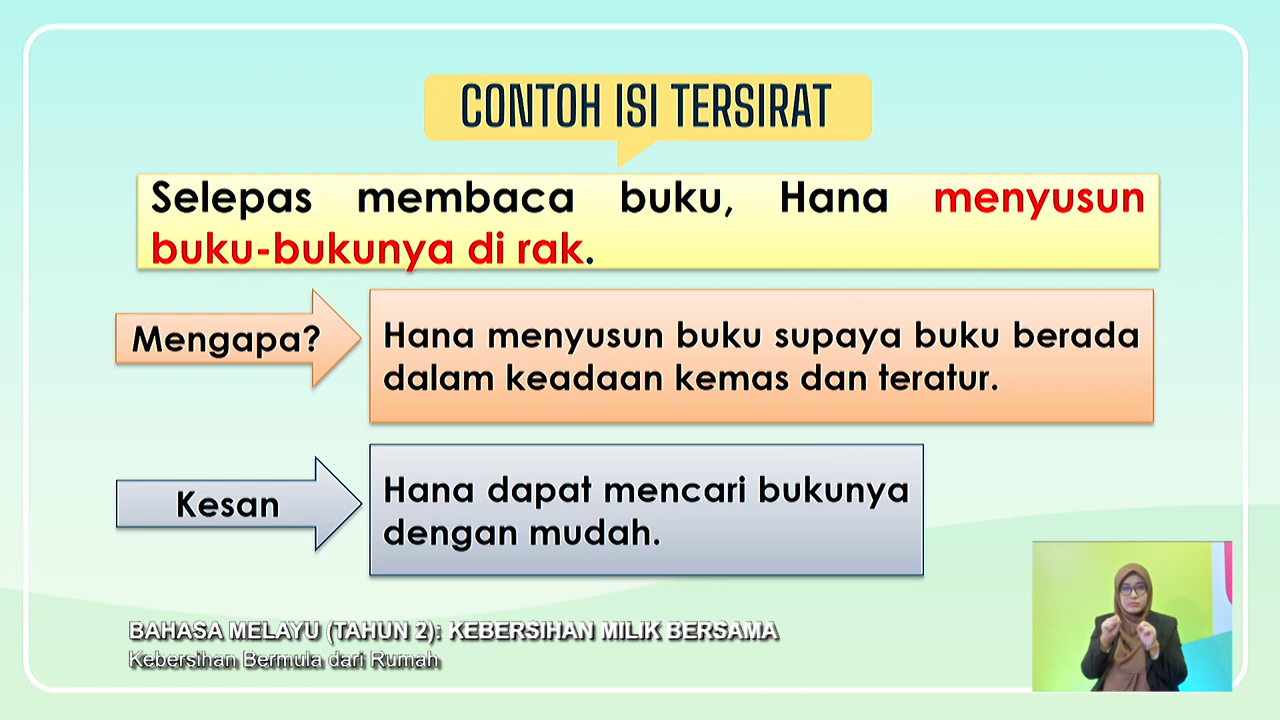 CONTOH ISI TERSIRAT
Selepas membaca buku, Hana menyusun
buku-bukunya di rak.
Mengapa?
Hana menyusun buku supaya buku berada
dalam keadaan kemas dan teratur.
Kesan
Hana dapat mencari bukunya
dengan mudah.
BAHASA MELAYU (TAHUN 2): KEBERSIHAN MILIK BERSAMA
Kebersihan Bermula dari Rumah